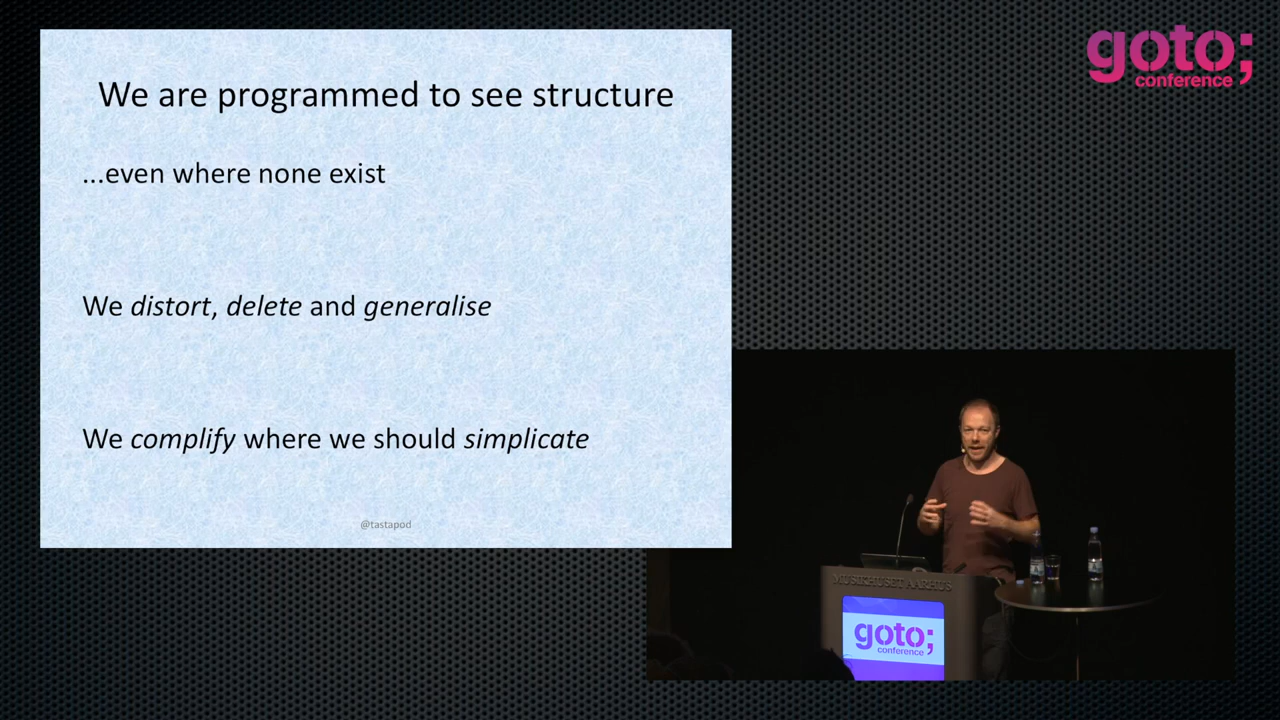 We are programmed to see structure
...even where none exist
We distort, delete and generalise
We complify where we should simplicate
@tastapod
goto;
conference
MUSIKHUSET AARHUS
goto;
conference